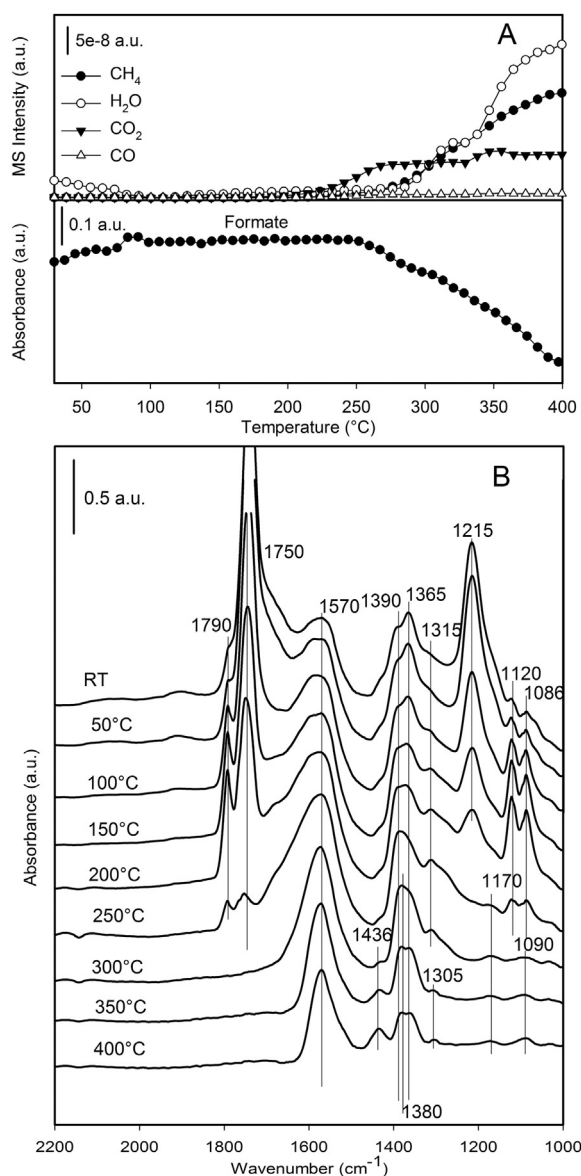 A
5e-8 a.u.
CH4
H2O
CO2
CO
MS Intensity (a.u.)
0.1 a.u.
Formate
Absorbance (a.u.)
50 100 150 200 250 300 350 400
Temperature (°C)
B
0.5 a.u.
1750
1215
1570
1390
1365
1315
1790
1120
1086
RT
50°C
100°C
150°C
200°C
250°C
300°C
350°C
400°C
1170
1436
1090
1305
1380
Absorbance (a.u.)
2200 2000 1800 1600 1400 1200 1000
Wavenumber (cm-1)